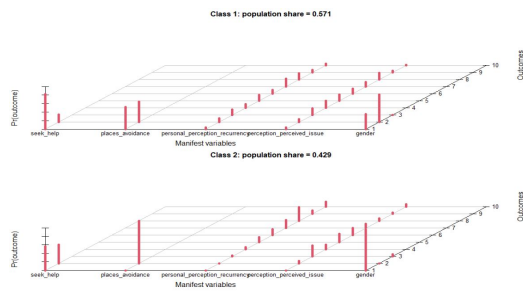 Class 1: population share = 0.571
Pr(outcome)
Outcomes
10
9
8
7
6
5
4
3
2
1
seek_help
places_avoidance
personal_perception_recurrency
perception_perceived_issue
gender
Manifest variables
Class 2: population share = 0.429
Pr(outcome)
Outcomes
10
9
8
7
6
5
4
3
2
1
seek_help
places_avoidance
personal_perception_recurrency
perception_perceived_issue
gender
Manifest variables